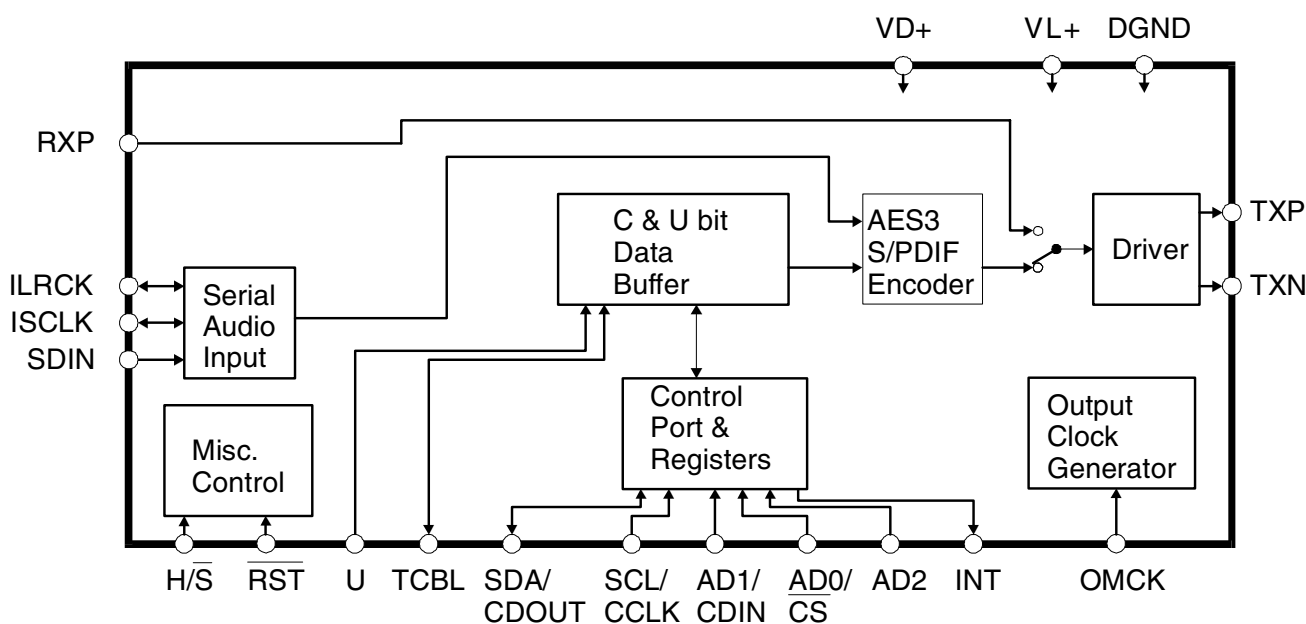 VD+
VL+
DGND
RXP
C & U bit
Data
Buffer
AES3
S/PDIF
Encoder
Driver
TXP
TXN
ILRCK
ISCLK
SDIN
Serial
Audio
Input
Control
Port &
Registers
Output
Clock
Generator
Misc.
Control
H/S̅
R̅S̅T̅
U
TCBL
SDA/
CDOUT
SCL/
CCLK
AD1/
CDIN
AD0/
C̅S̅
AD2
INT
OMCK